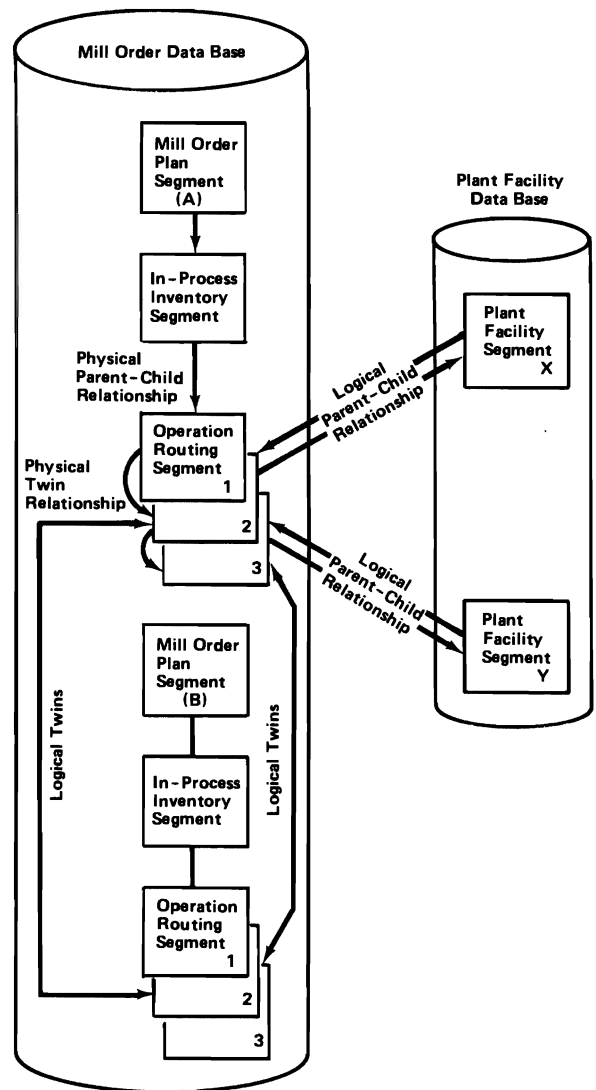 Mill Order Data Base
Mill Order
Plan
Segment
(A)
In-Process
Inventory
Segment
Physical
Parent-Child
Relationship
Operation
Routing
Segment
1
2
3
Physical
Twin
Relationship
Logical
Parent-Child
Relationship
Logical
Parent-Child
Relationship
Plant Facility
Data Base
Plant
Facility
Segment
X
Plant
Facility
Segment
Y
Logical Twins
Logical Twins
Mill Order
Plan
Segment
(B)
In-Process
Inventory
Segment
Operation
Routing
Segment
1
2
3